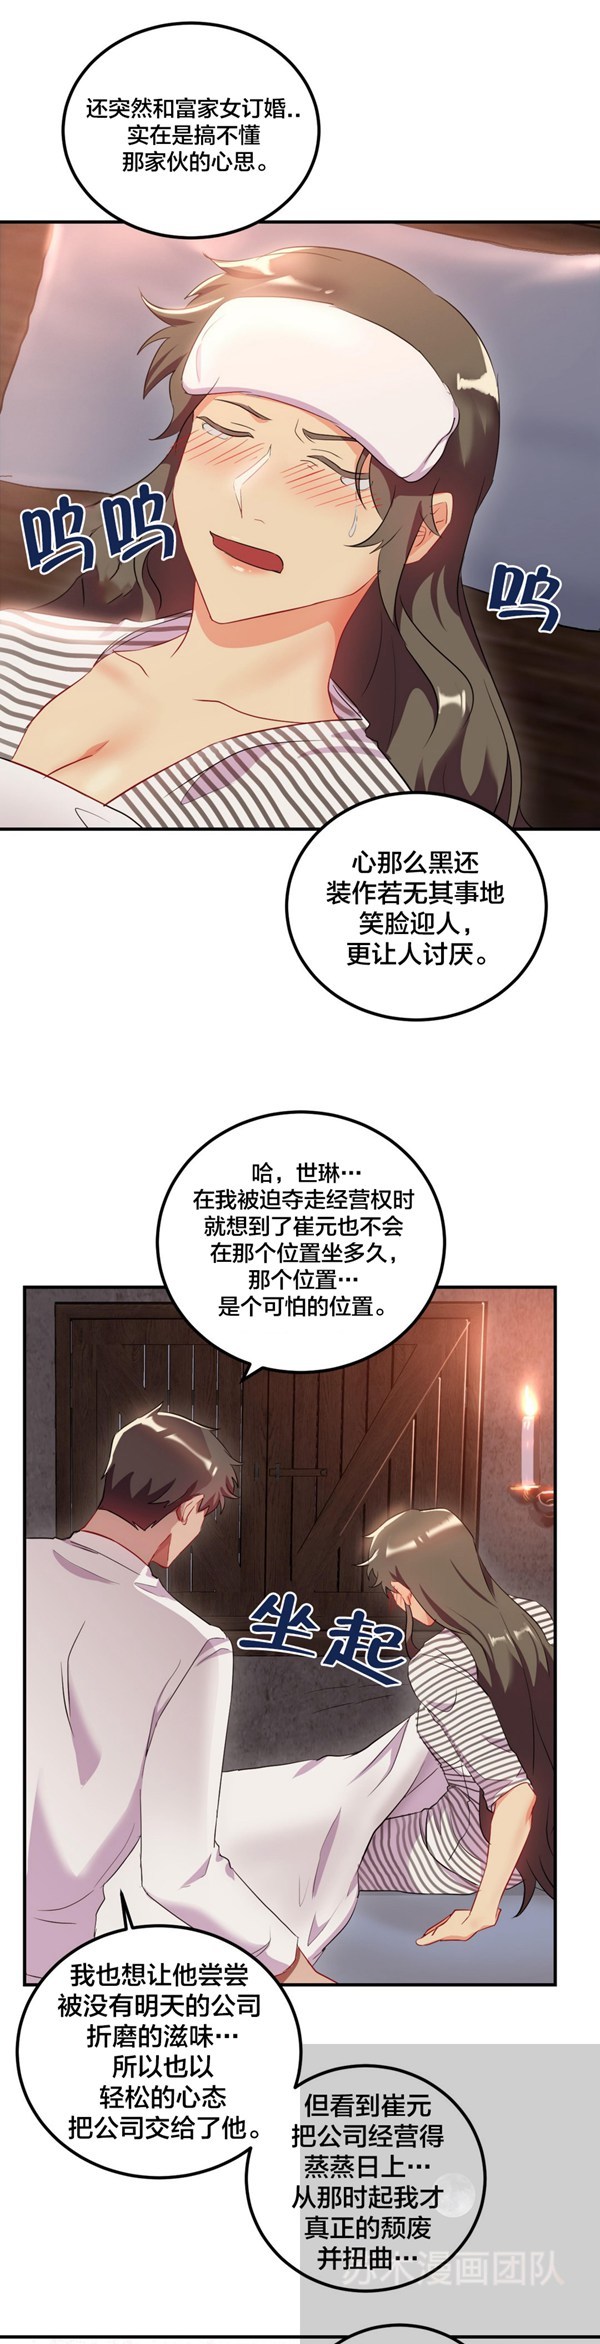 还突然和富家女订婚..
实在是搞不懂
那家伙的心思。
呜呜
呜
心那么黑还
装作若无其事地
笑脸迎人，
更让人讨厌。
哈，世琳…
在我被迫夺走经营权时
就想到了崔元也不会
在那个位置坐多久，
那个位置…
是个可怕的位置。
坐起
我也想让他尝尝
被没有明天的公司
折磨的滋味…
所以也以
轻松的心态
把公司交给了他。
但看到崔元
把公司经营得
蒸蒸日上…
从那时起我才
真正的颓废
并扭曲…
苏木漫画团队